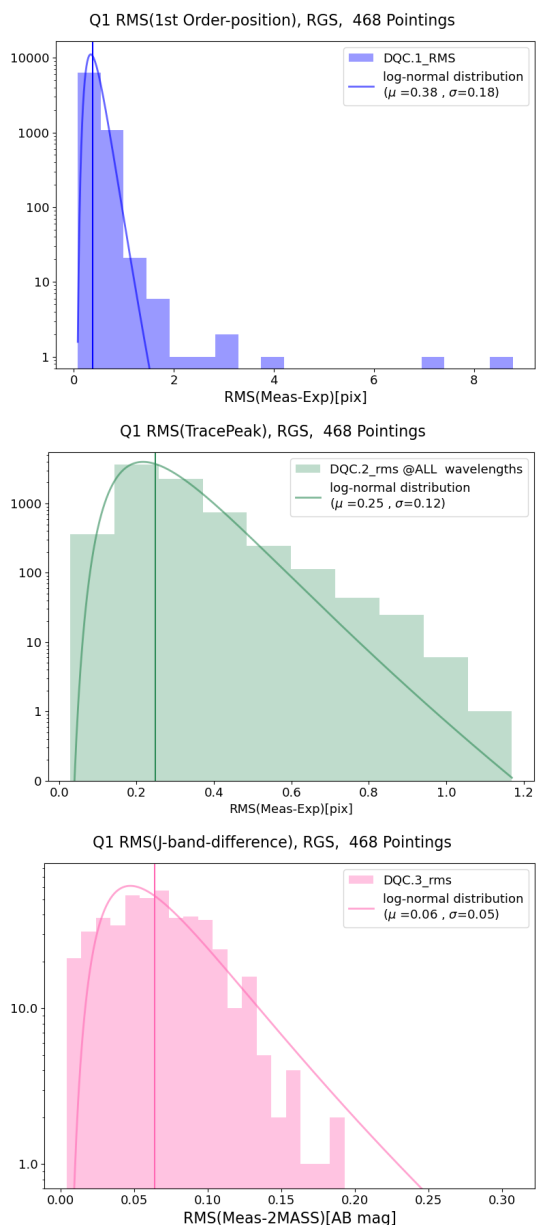 Q1 RMS(1st Order-position), RGS,  468 Pointings
DQC.1_RMS
log-normal distribution
(μ =0.38 , σ=0.18)
10000
1000
100
10
1
0
2
4
6
8
RMS(Meas-Exp)[pix]
Q1 RMS(TracePeak), RGS,  468 Pointings
DQC.2_rms @ALL  wavelengths
log-normal distribution
(μ =0.25 , σ=0.12)
1000
100
10
1
0
0.0
0.2
0.4
0.6
0.8
1.0
1.2
RMS(Meas-Exp)[pix]
Q1 RMS(J-band-difference), RGS,  468 Pointings
DQC.3_rms
log-normal distribution
(μ =0.06 , σ=0.05)
10.0
1.0
0.00
0.05
0.10
0.15
0.20
0.25
0.30
RMS(Meas-2MASS)[AB mag]